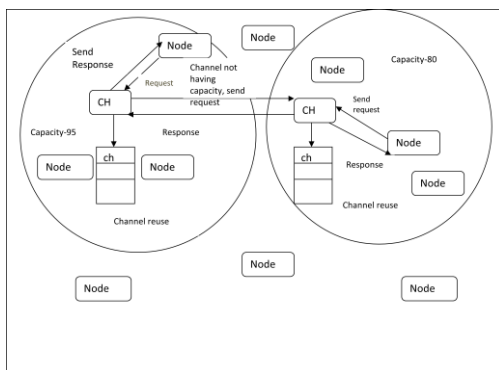 Node
Send
Response
Request
Channel not
having
capacity, send
request
CH
Capacity-95
Response
ch
Node
Node
Channel reuse
Node
Capacity-80
Node
CH
Send
request
Node
Response
ch
Node
Channel reuse
Node
Node
Node